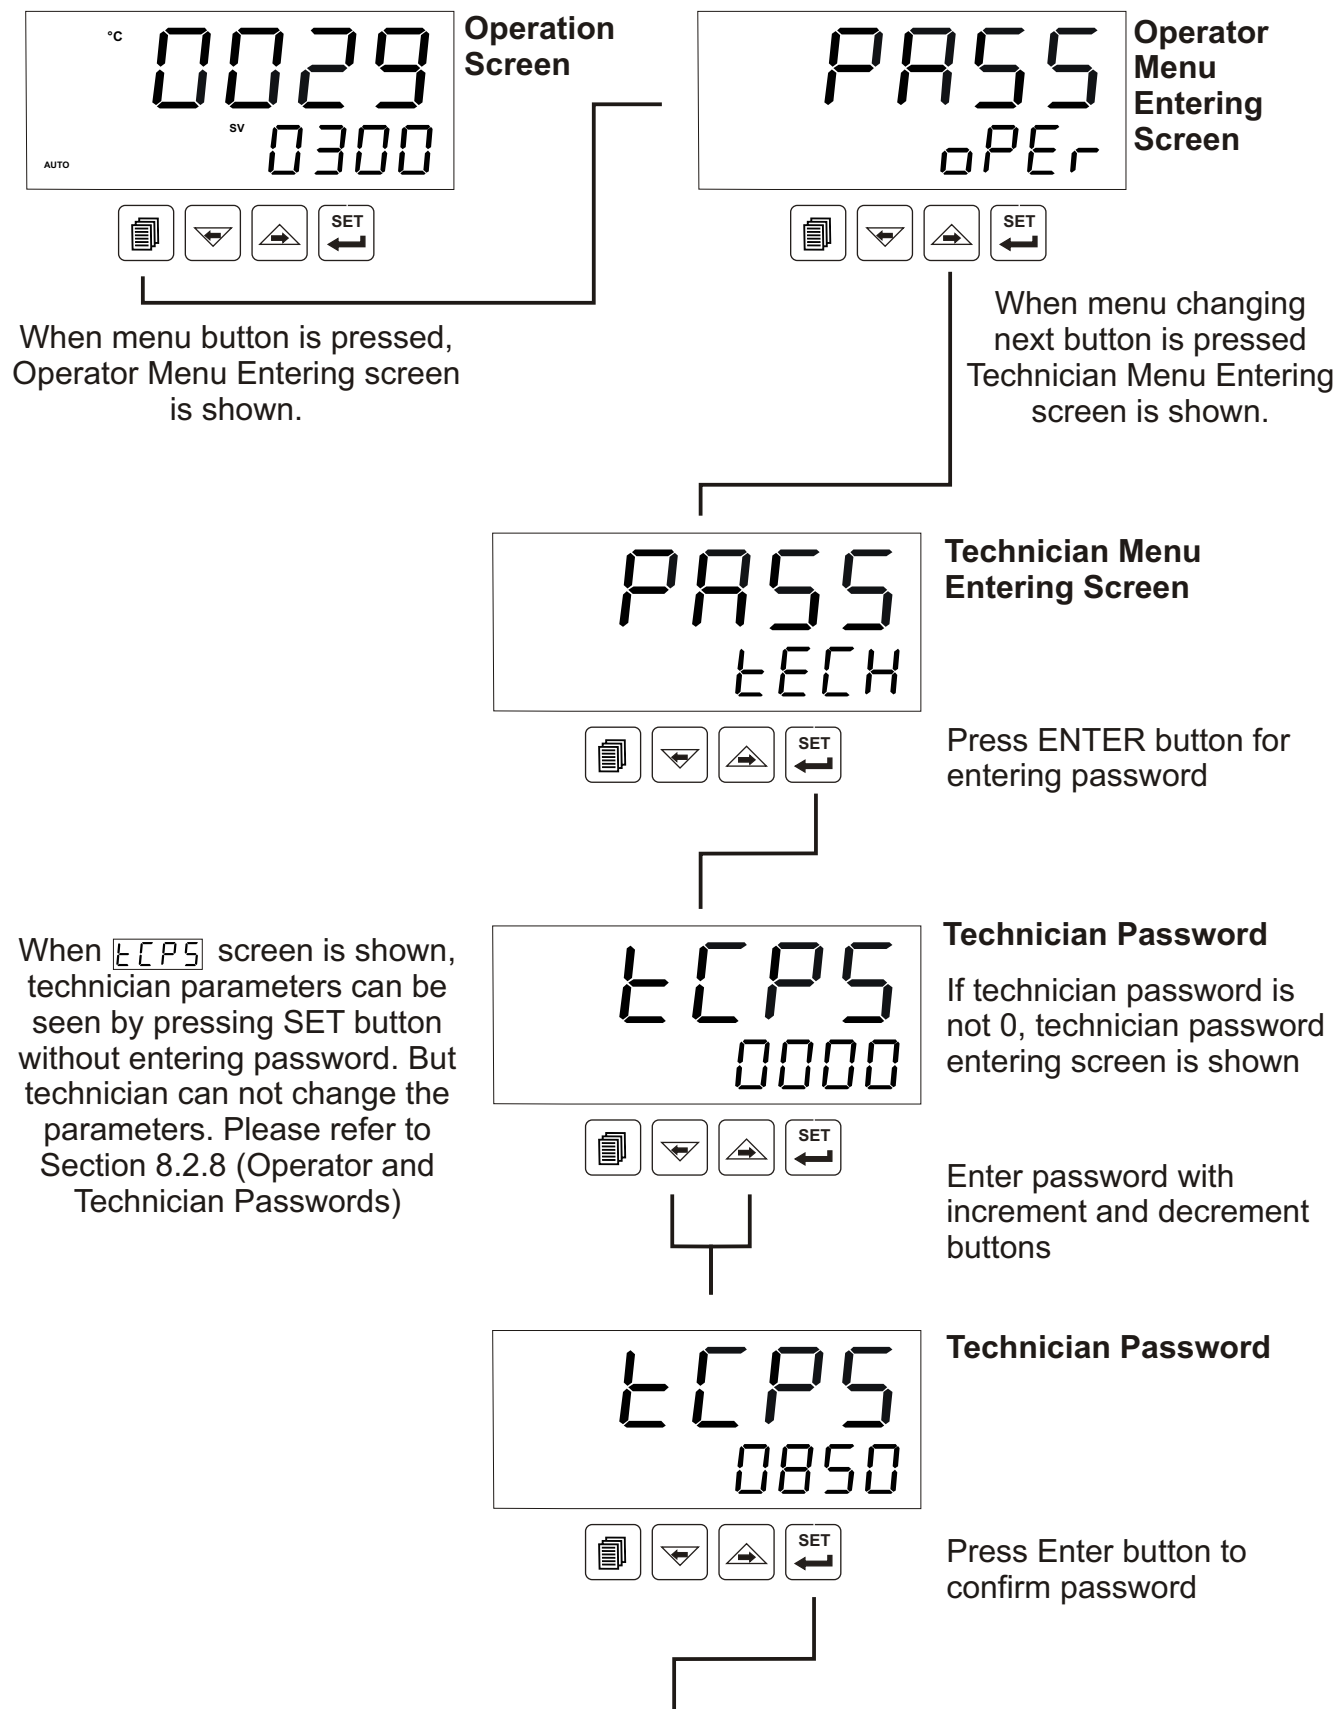 °C
0029
SV
0300
AUTO
Operation
Screen
SET
When menu button is pressed,
Operator Menu Entering screen
is shown.
PASS
oPEr
Operator
Menu
Entering
Screen
SET
When menu changing
next button is pressed
Technician Menu Entering
screen is shown.
PASS
tECH
Technician Menu
Entering Screen
SET
Press ENTER button for
entering password
When tCPS screen is shown,
technician parameters can be
seen by pressing SET button
without entering password. But
technician can not change the
parameters. Please refer to
Section 8.2.8 (Operator and
Technician Passwords)
tCPS
0000
SET
Technician Password
If technician password is
not 0, technician password
entering screen is shown
Enter password with
increment and decrement
buttons
tCPS
0850
SET
Technician Password
Press Enter button to
confirm password